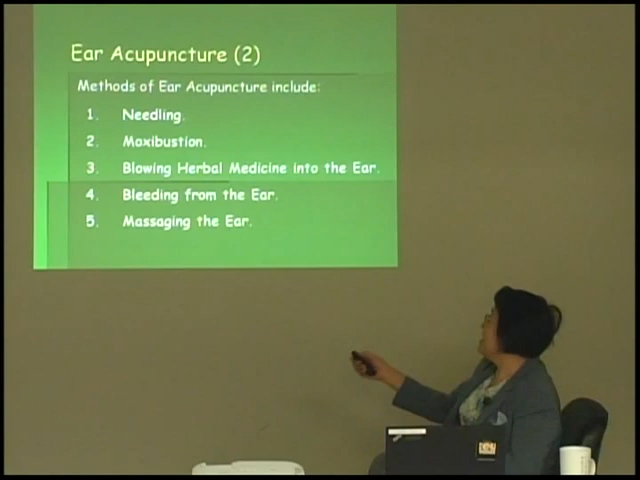 Ear Acupuncture (2)
Methods of Ear Acupuncture include:
1. Needling.
2. Moxibustion.
3. Blowing Herbal Medicine into the Ear.
4. Bleeding from the Ear.
5. Massaging the Ear.